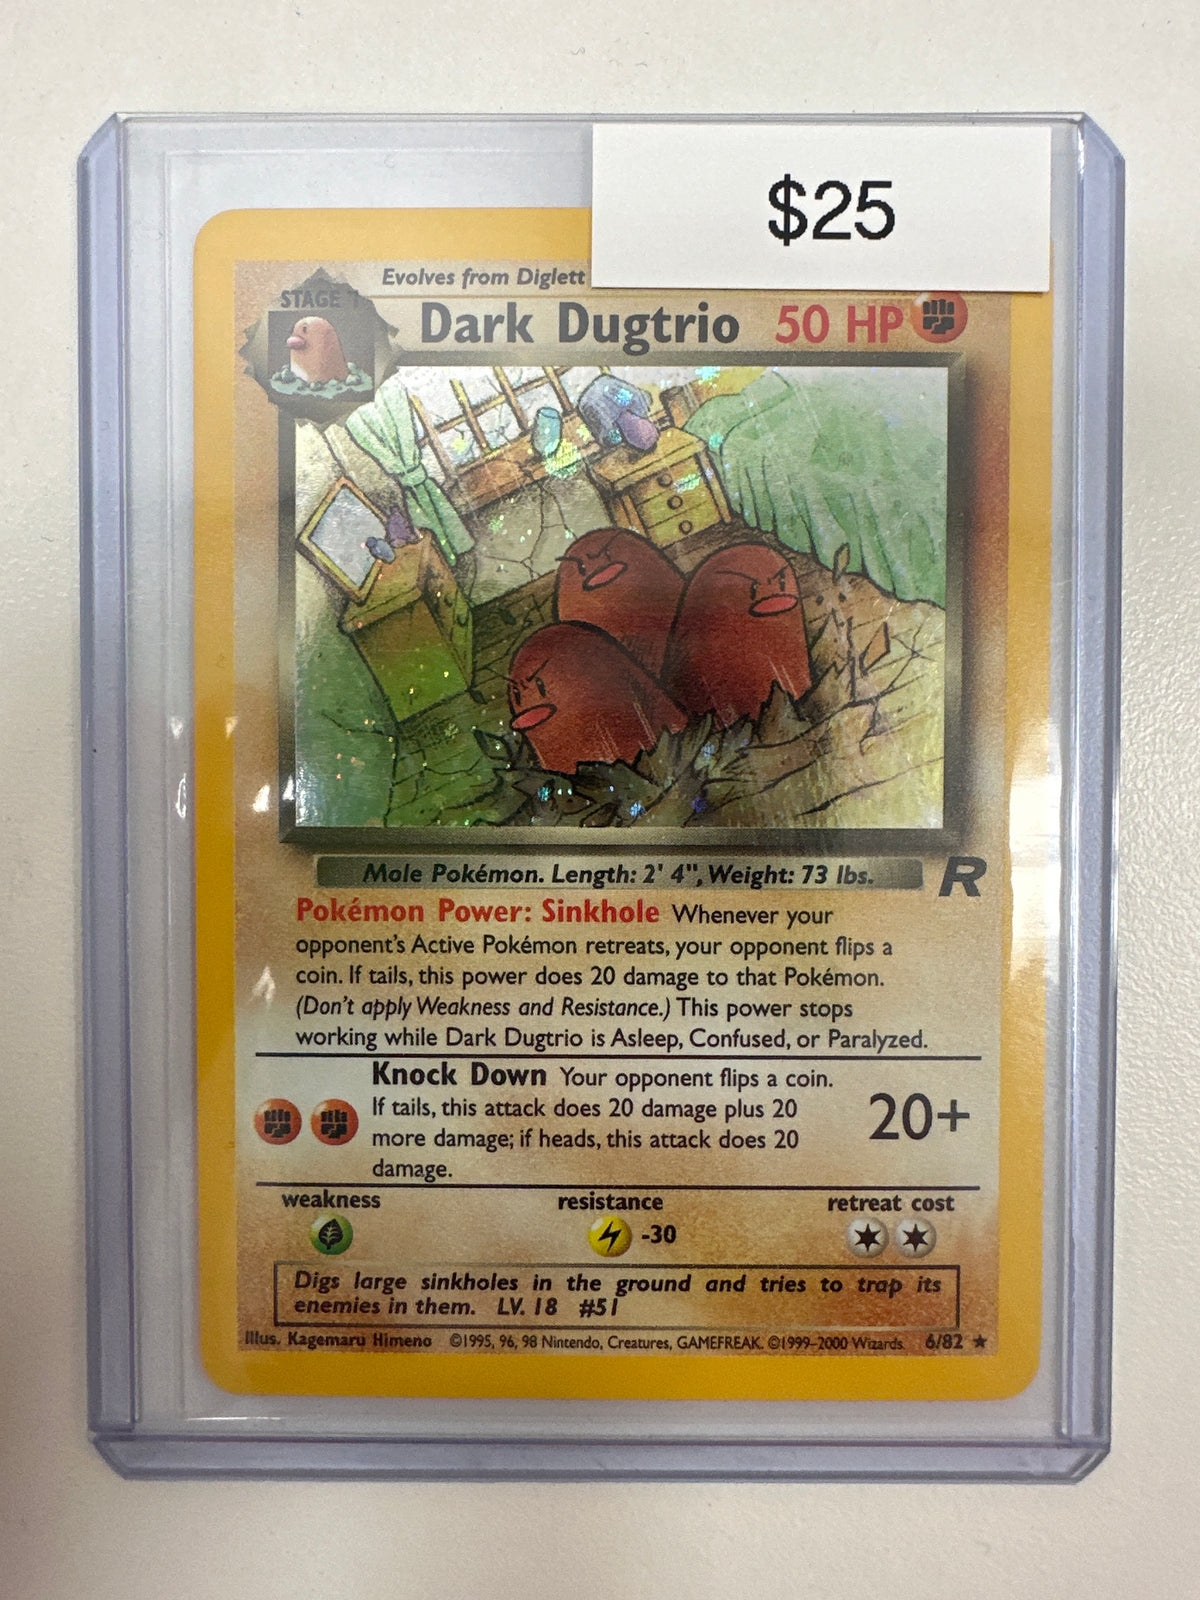 $25
Evolves from Diglett
STAGE 1
Dark Dugtrio 50 HP
Mole Pokémon. Length: 2' 4", Weight: 73 lbs.
R
Pokémon Power: Sinkhole Whenever your
opponent's Active Pokémon retreats, your opponent flips a
coin. If tails, this power does 20 damage to that Pokémon.
(Don't apply Weakness and Resistance.) This power stops
working while Dark Dugtrio is Asleep, Confused, or Paralyzed.
Knock Down Your opponent flips a coin.
If tails, this attack does 20 damage plus 20
more damage; if heads, this attack does 20
damage.
20+
weakness resistance retreat cost
-30
Digs large sinkholes in the ground and tries to trap its
enemies in them. LV. 18 #51
Illus. Kagemaru Himeno ©1995, 96, 98 Nintendo, Creatures, GAMEFREAK. ©1999-2000 Wizards. 6/82 ★